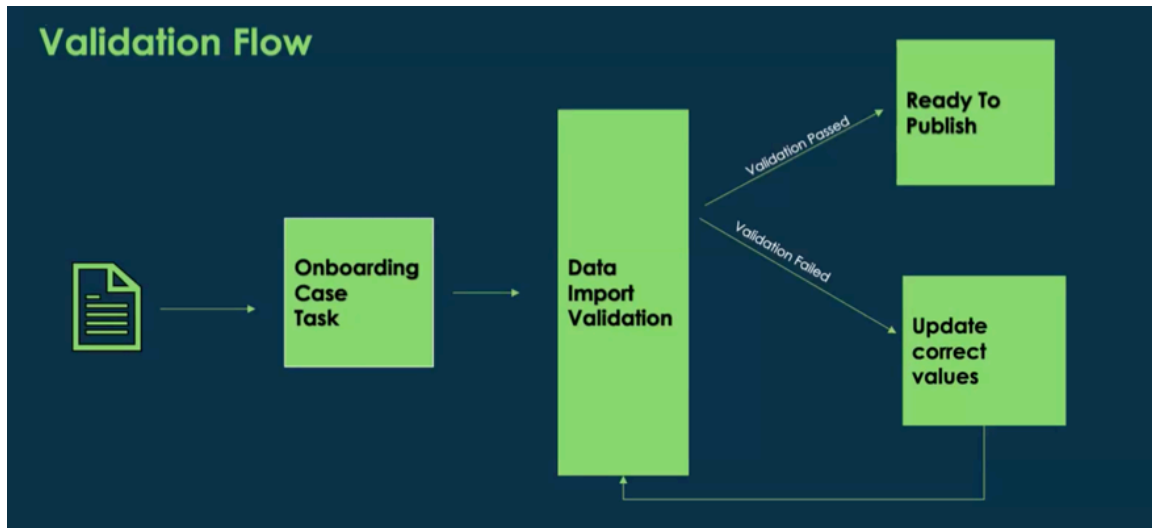 Validation Flow
Onboarding
Case
Task
Data
Import
Validation
Validation Passed
Ready To
Publish
Validation Failed
Update
correct
values